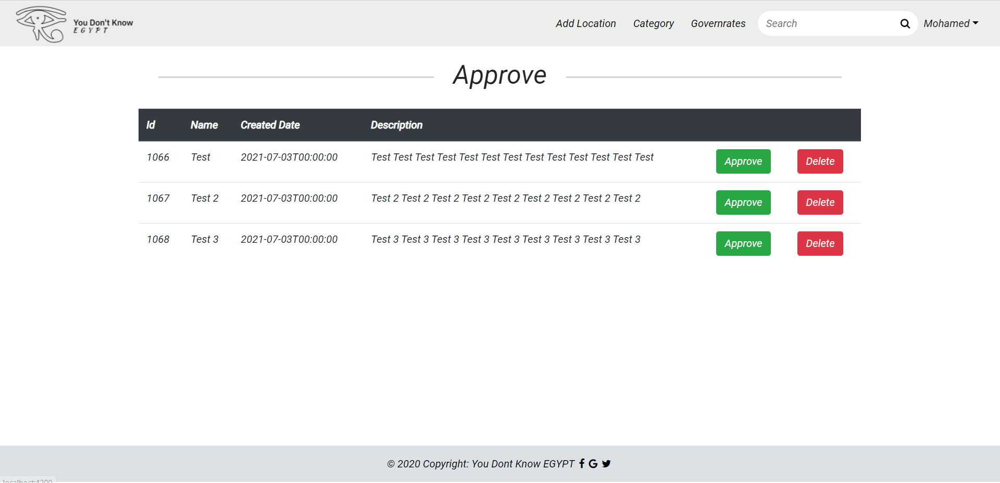 You Don't Know
EGYPT
Add Location Category Governrates Search Mohamed
Approve
Id Name Created Date Description
1066 Test 2021-07-03T00:00:00 Test Test Test Test Test Test Test Test Test Test Test Test Test Approve Delete
1067 Test 2 2021-07-03T00:00:00 Test 2 Test 2 Test 2 Test 2 Test 2 Test 2 Test 2 Test 2 Test 2 Approve Delete
1068 Test 3 2021-07-03T00:00:00 Test 3 Test 3 Test 3 Test 3 Test 3 Test 3 Test 3 Test 3 Test 3 Approve Delete
© 2020 Copyright: You Dont Know EGYPT
localhost:4200